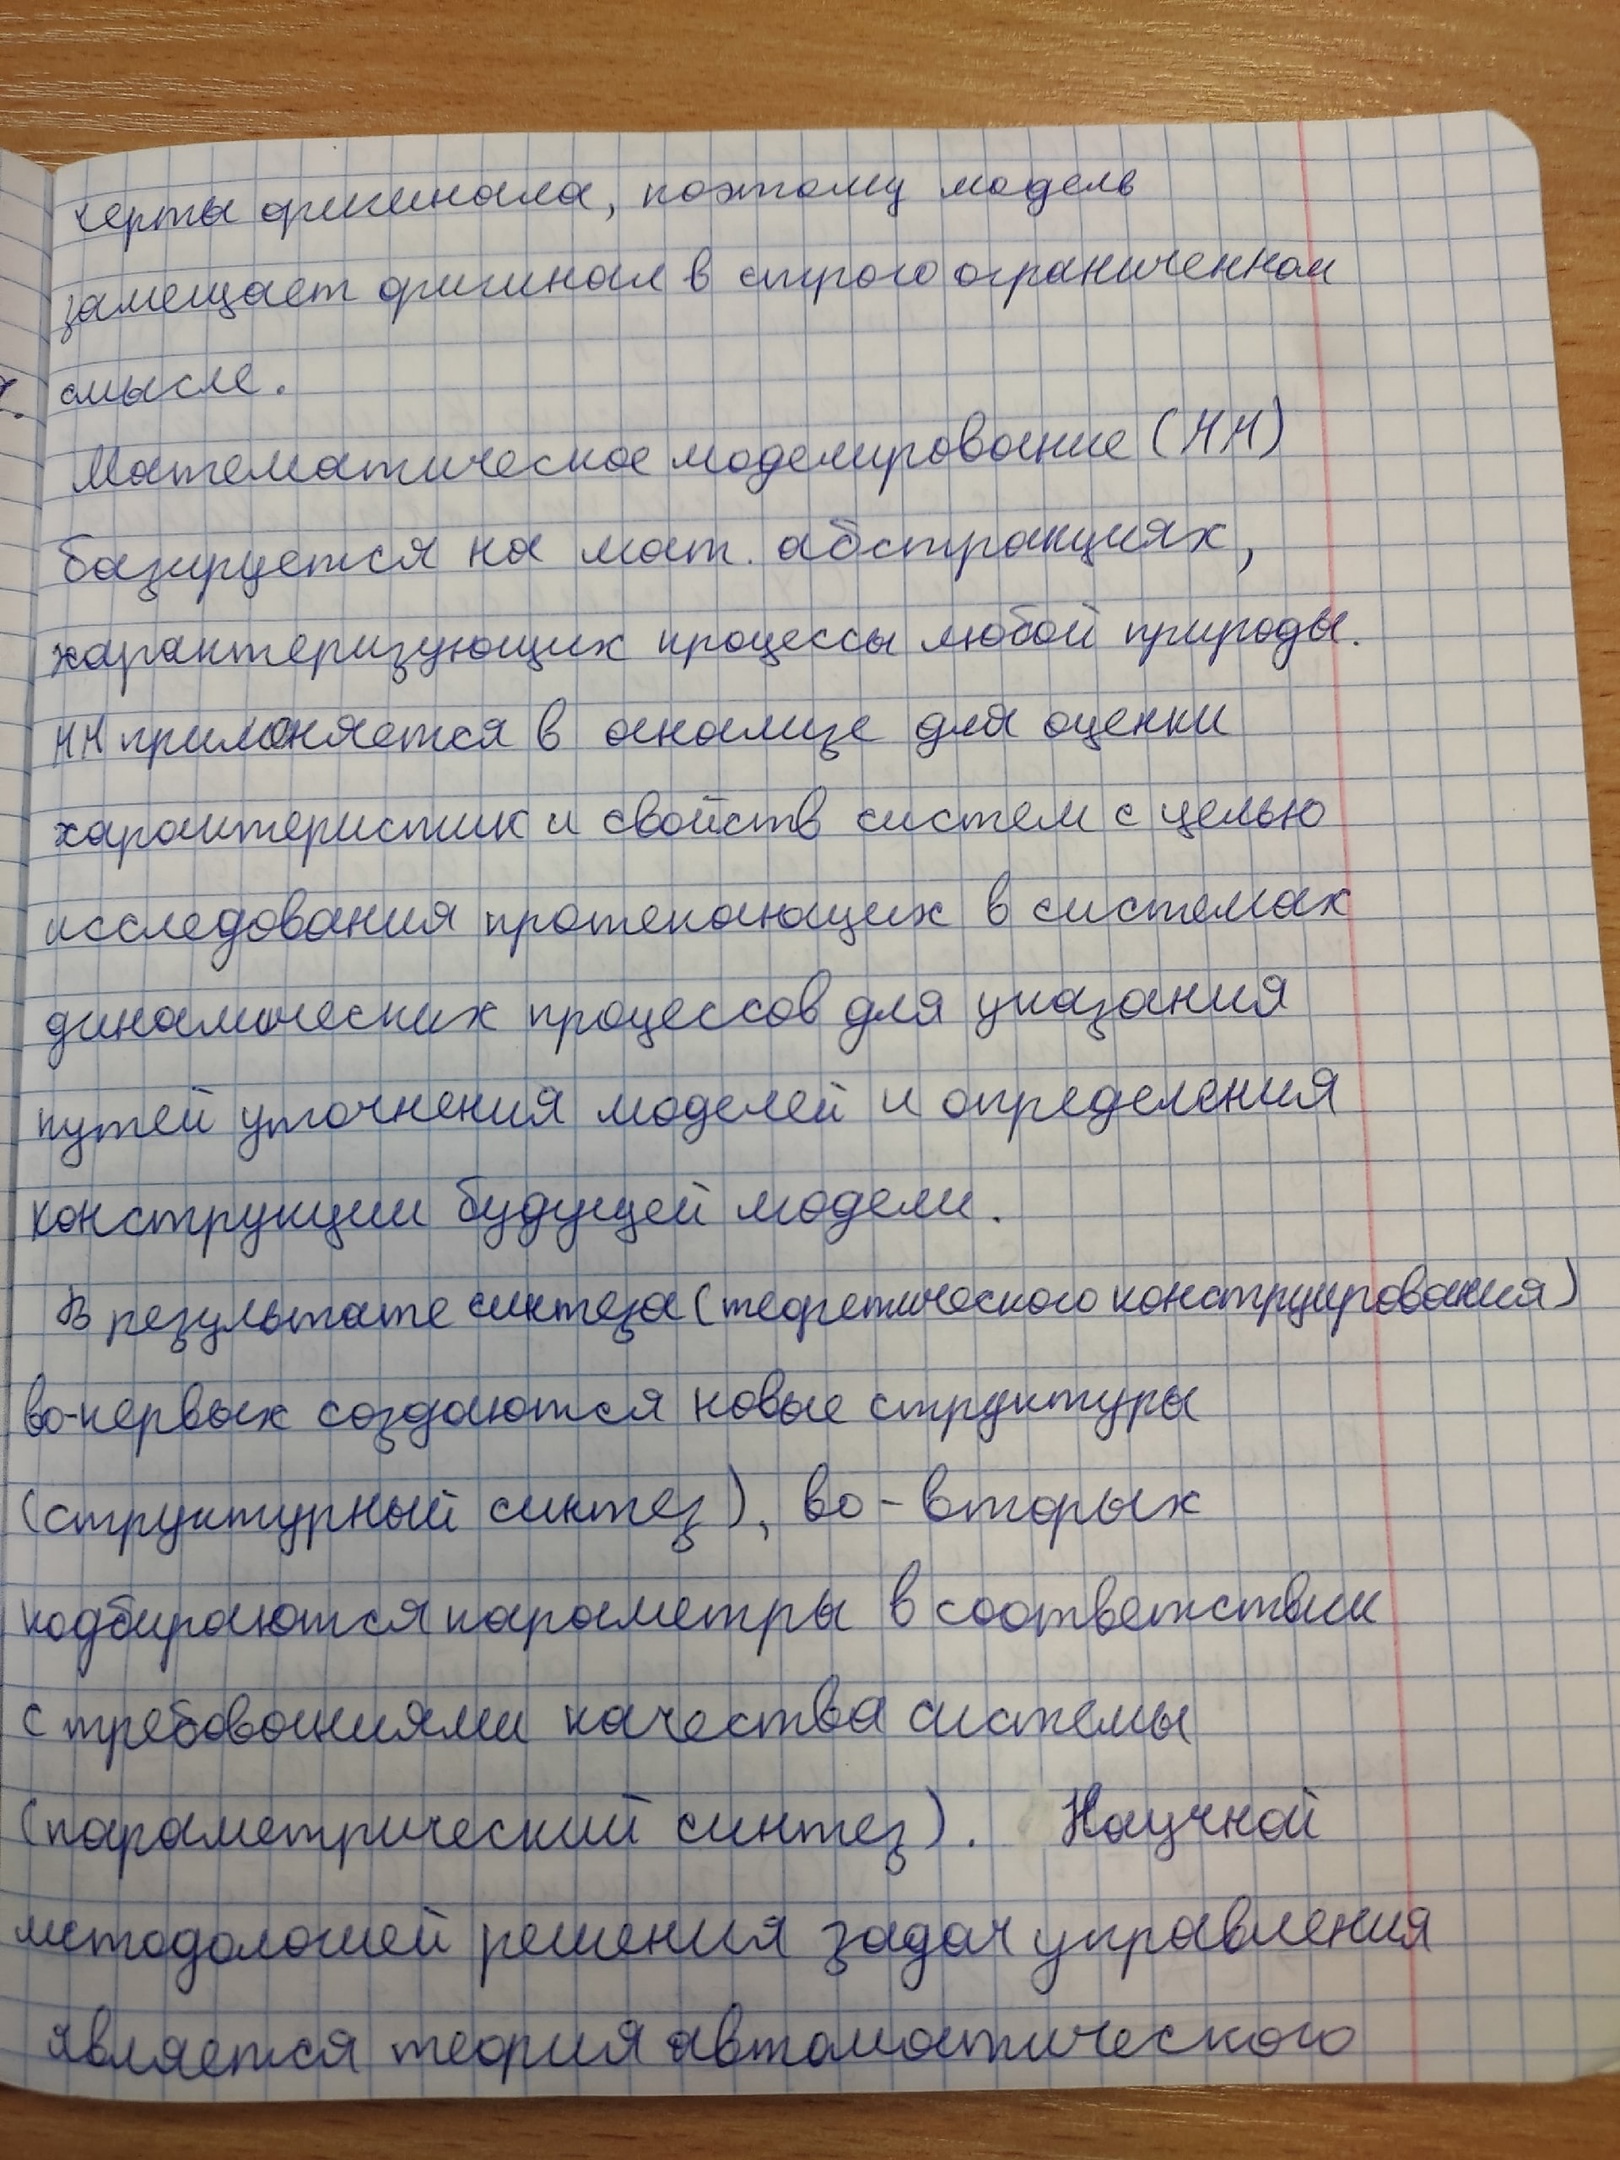 черты оригинала, поэтому модель
замещает оригинал в строго ограниченном
смысле.
Математическое моделирование (ММ)
базируется на мат. абстракциях,
характеризующих процессы любой природы.
ММ применяется в анализе для оценки
характеристик и свойств систем с целью
исследования протекающих в системах
динамических процессов для указания
путей уточнения моделей и определения
конструкции будущей модели.
В результате синтеза (теоретического конструирования)
во-первых создаются новые структуры
(структурный синтез), во-вторых
подбираются параметры в соответствии
с требованиями качества системы
(параметрический синтез). Научной
методологией решения задач управления
является теория автоматического